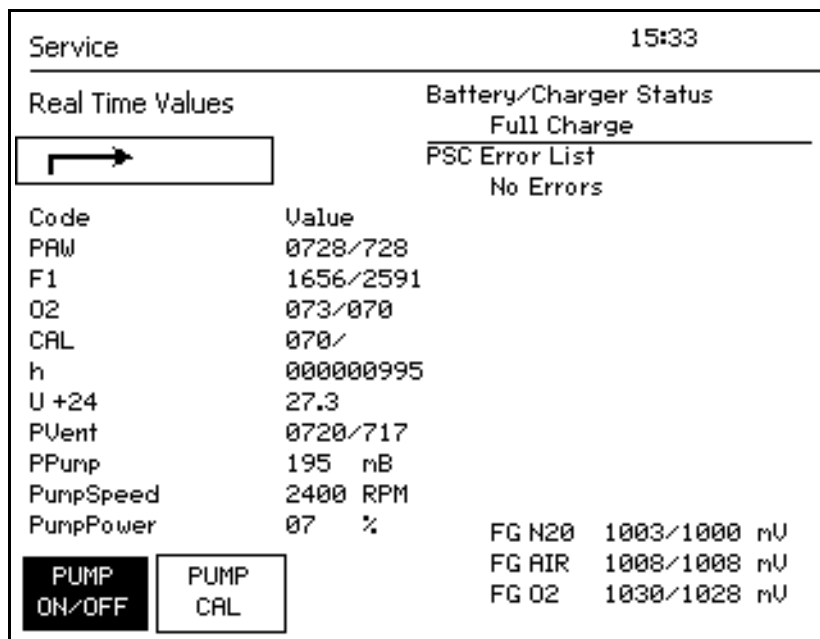 Service 15:33
Real Time Values
Battery/Charger Status
Full Charge
PSC Error List
No Errors
Code Value
PAW 0728/728
F1 1656/2591
O2 073/070
CAL 070/
h 000000995
U +24 27.3
PVent 0720/717
PPump 195 mB
PumpSpeed 2400 RPM
PumpPower 07 %
FG N20 1003/1000 mV
FG AIR 1008/1008 mV
FG O2 1030/1028 mV
PUMP
ON/OFF
PUMP
CAL